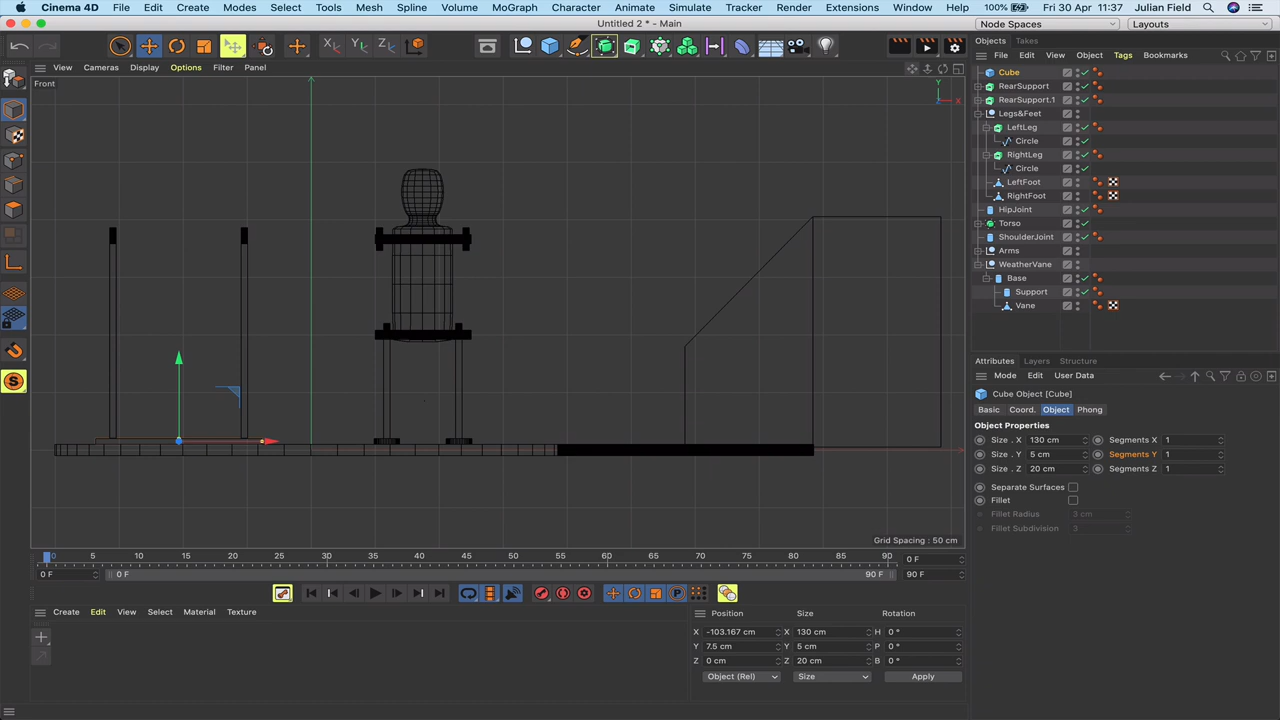 Cinema 4D File Edit Create Modes Select Tools Mesh Spline Volume MoGraph Character Animate Simulate Tracker Render Extensions Window Help 100% Fri 30 Apr 11:37 Julian Field
Untitled 2 * - Main
Node Spaces Layouts
X Y Z
View Cameras Display Options Filter Panel
Objects Takes
File Edit View Object Tags Bookmarks
Front
Y
X
Cube
RearSupport
RearSupport.1
Legs&Feet
LeftLeg
Circle
RightLeg
Circle
LeftFoot
RightFoot
HipJoint
Torso
ShoulderJoint
Arms
WeatherVane
Base
Support
Vane
Attributes Layers Structure
Mode Edit User Data
Cube Object [Cube]
Basic Coord. Object Phong
Object Properties
Size . X 130 cm Segments X 1
Size . Y 5 cm Segments Y 1
Size . Z 20 cm Segments Z 1
Separate Surfaces
Fillet
Fillet Radius 3 cm
Fillet Subdivision 3
Grid Spacing : 50 cm
0 5 10 15 20 25 30 35 40 45 50 55 60 65 70 75 80 85 90 0 F
0 F 0 F 90 F 90 F
Create Edit View Select Material Texture
Position Size Rotation
X -103.167 cm X 130 cm H 0 °
Y 7.5 cm Y 5 cm P 0 °
Z 0 cm Z 20 cm B 0 °
Object (Rel) Size Apply